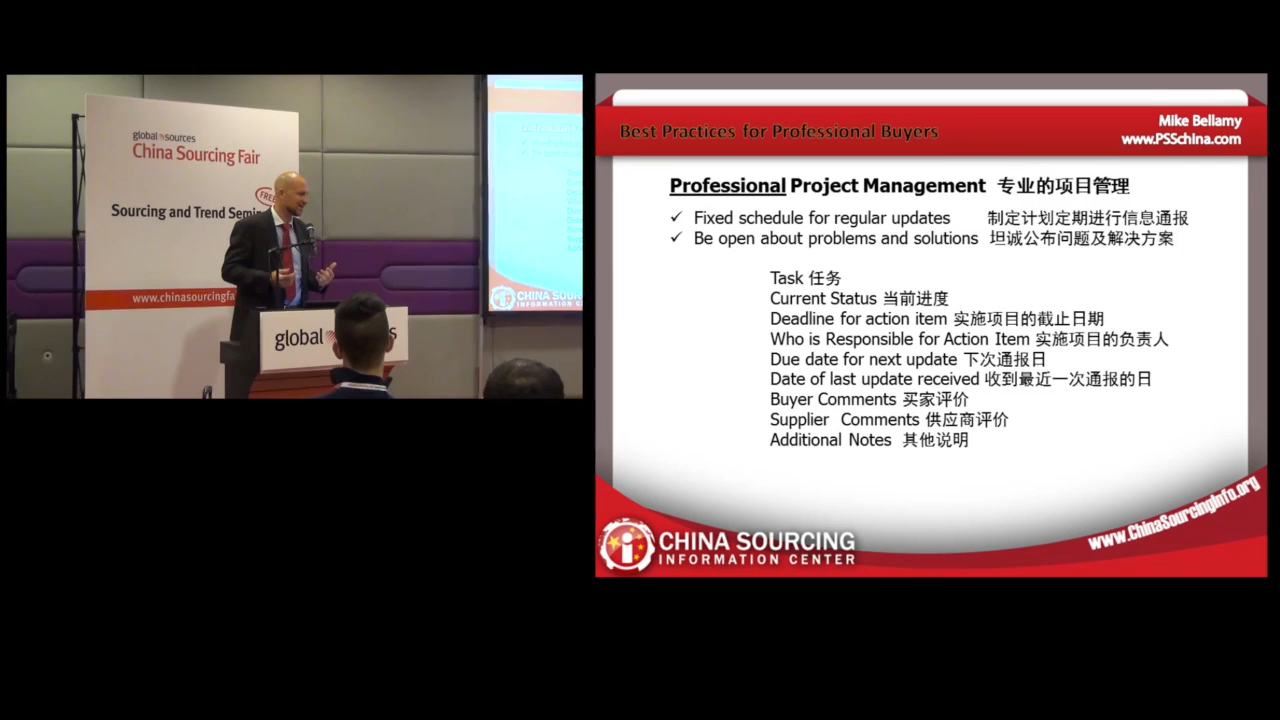 global sources
China Sourcing Fair
FREE
Sourcing and Trend Semin
www.chinasourcingfa
global s
CHINA SOUR
INFORMATION CENT
Best Practices for Professional Buyers
Mike Bellamy
www.PSSchina.com
Professional Project Management 专业的项目管理
✓ Fixed schedule for regular updates 制定计划定期进行信息通报
✓ Be open about problems and solutions 坦诚公布问题及解决方案
Task 任务
Current Status 当前进度
Deadline for action item 实施项目的截止日期
Who is Responsible for Action Item 实施项目的负责人
Due date for next update 下次通报日
Date of last update received 收到最近一次通报的日
Buyer Comments 买家评价
Supplier Comments 供应商评价
Additional Notes 其他说明
CHINA SOURCING
INFORMATION CENTER
www.ChinaSourcingInfo.org